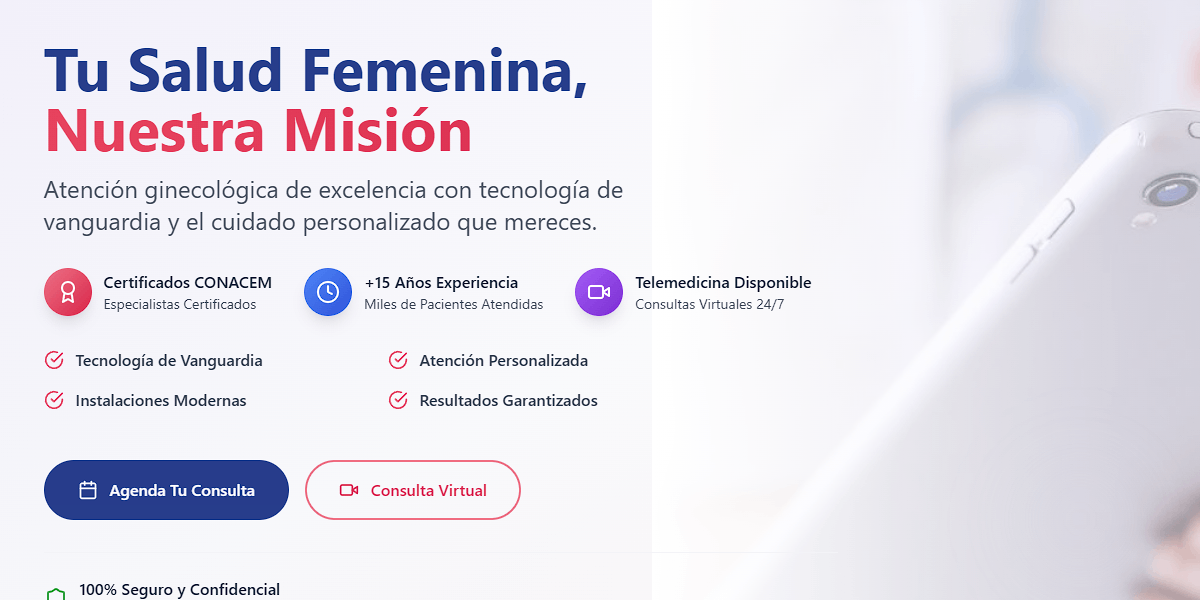 Tu Salud Femenina,
Nuestra Misión
Atención ginecológica de excelencia con tecnología de
vanguardia y el cuidado personalizado que mereces.
Certificados CONACEM
Especialistas Certificados
+15 Años Experiencia
Miles de Pacientes Atendidas
Telemedicina Disponible
Consultas Virtuales 24/7
Tecnología de Vanguardia
Atención Personalizada
Instalaciones Modernas
Resultados Garantizados
Agenda Tu Consulta
Consulta Virtual
100% Seguro y Confidencial